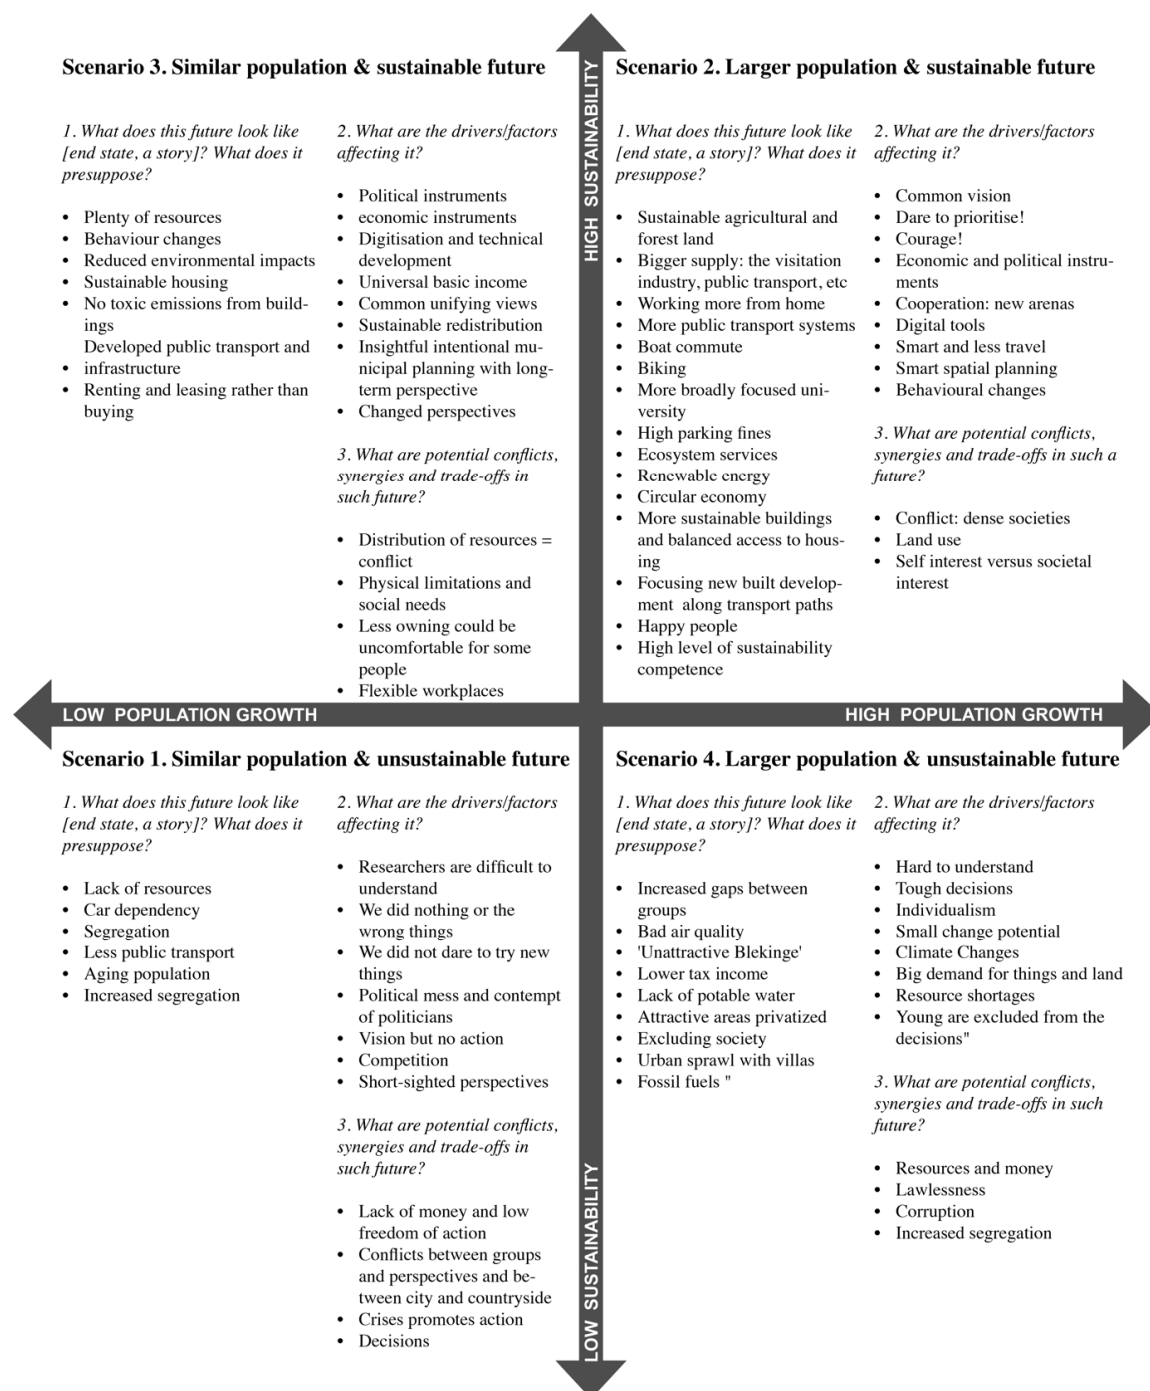 Scenario 3. Similar population & sustainable future
1. What does this future look like
[end state, a story]? What does it
presuppose?
• Plenty of resources
• Behaviour changes
• Reduced environmental impacts
• Sustainable housing
• No toxic emissions from build-
ings
Developed public transport and
• infrastructure
• Renting and leasing rather than
buying
2. What are the drivers/factors
affecting it?
• Political instruments
• economic instruments
• Digitisation and technical
development
• Universal basic income
• Common unifying views
• Sustainable redistribution
• Insightful intentional mu-
nicipal planning with long-
term perspective
• Changed perspectives
3. What are potential conflicts,
synergies and trade-offs in
such future?
• Distribution of resources =
conflict
• Physical limitations and
social needs
• Less owning could be
uncomfortable for some
people
• Flexible workplaces
HIGH SUSTAINABILITY
Scenario 2. Larger population & sustainable future
1. What does this future look like
[end state, a story]? What does it
presuppose?
• Sustainable agricultural and
forest land
• Bigger supply: the visitation
industry, public transport, etc
• Working more from home
• More public transport systems
• Boat commute
• Biking
• More broadly focused uni-
versity
• High parking fines
• Ecosystem services
• Renewable energy
• Circular economy
• More sustainable buildings
and balanced access to hous-
ing
• Focusing new built develop-
ment along transport paths
• Happy people
• High level of sustainability
competence
2. What are the drivers/factors
affecting it?
• Common vision
• Dare to prioritise!
• Courage!
• Economic and political instru-
ments
• Cooperation: new arenas
• Digital tools
• Smart and less travel
• Smart spatial planning
• Behavioural changes
3. What are potential conflicts,
synergies and trade-offs in such a
future?
• Conflict: dense societies
• Land use
• Self interest versus societal
interest
LOW POPULATION GROWTH
HIGH POPULATION GROWTH
Scenario 1. Similar population & unsustainable future
1. What does this future look like
[end state, a story]? What does it
presuppose?
• Lack of resources
• Car dependency
• Segregation
• Less public transport
• Aging population
• Increased segregation
2. What are the drivers/factors
affecting it?
• Researchers are difficult to
understand
• We did nothing or the
wrong things
• We did not dare to try new
things
• Political mess and contempt
of politicians
• Vision but no action
• Competition
• Short-sighted perspectives
3. What are potential conflicts,
synergies and trade-offs in
such future?
• Lack of money and low
freedom of action
• Conflicts between groups
and perspectives and be-
tween city and countryside
• Crises promotes action
• Decisions
LOW SUSTAINABILITY
Scenario 4. Larger population & unsustainable future
1. What does this future look like
[end state, a story]? What does it
presuppose?
• Increased gaps between
groups
• Bad air quality
• 'Unattractive Blekinge'
• Lower tax income
• Lack of potable water
• Attractive areas privatized
• Excluding society
• Urban sprawl with villas
• Fossil fuels "
2. What are the drivers/factors
affecting it?
• Hard to understand
• Tough decisions
• Individualism
• Small change potential
• Climate Changes
• Big demand for things and land
• Resource shortages
• Young are excluded from the
decisions"
3. What are potential conflicts,
synergies and trade-offs in such
future?
• Resources and money
• Lawlessness
• Corruption
• Increased segregation